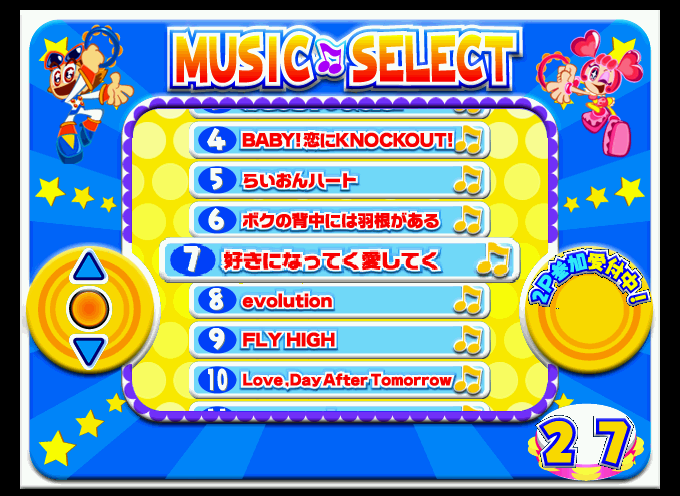 MUSIC SELECT
4 BABY!恋にKNOCKOUT!
5 らいおんハート
6 ボクの背中には羽根がある
7 好きになってく愛してく
8 evolution
9 FLY HIGH
10 Love,Day After Tomorrow
2P参加受付中!
27